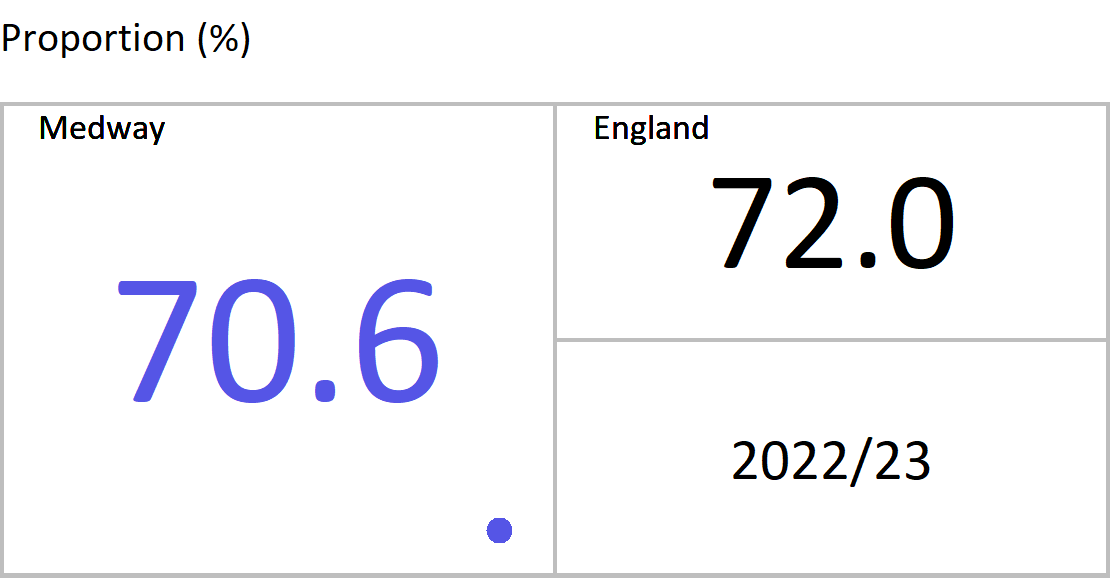 Proportion (%)
Medway
70.6
England
72.0
2022/23